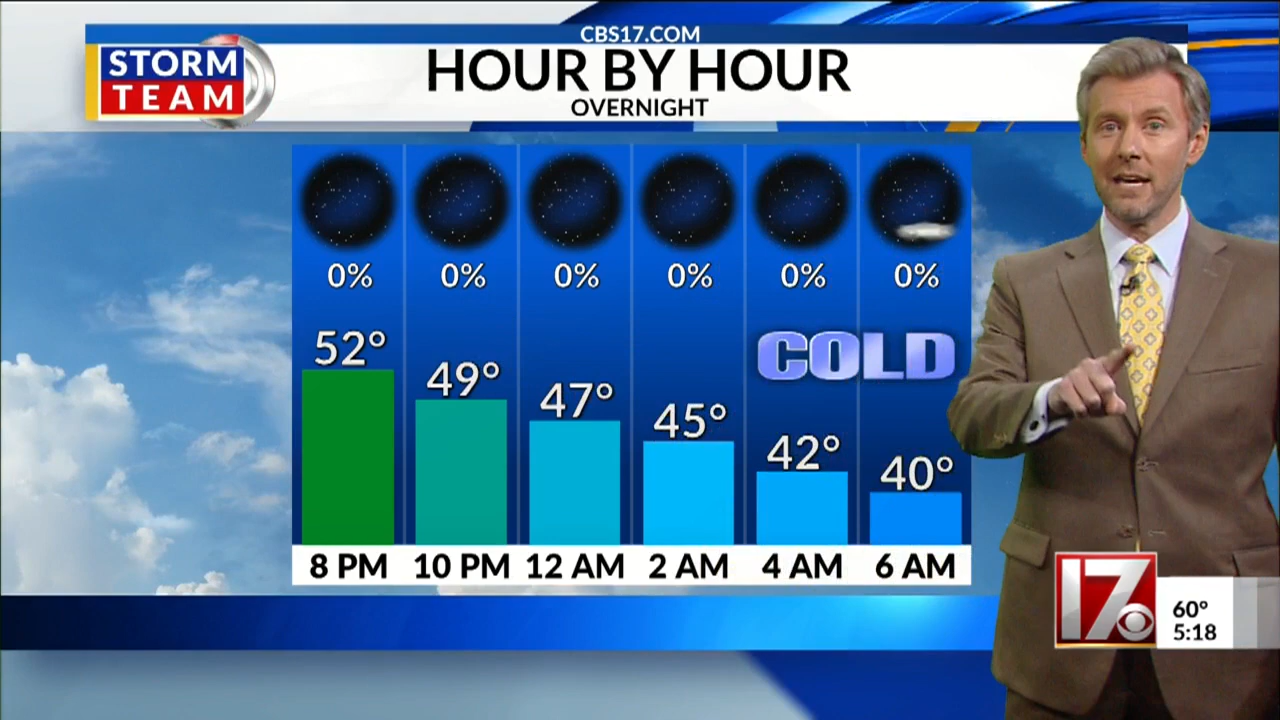 CBS17.COM
HOUR BY HOUR
OVERNIGHT
STORM
TEAM
0% 0% 0% 0% 0% 0%
COLD
52° 49° 47° 45° 42° 40°
8 PM 10 PM 12 AM 2 AM 4 AM 6 AM
17
60°
5:18